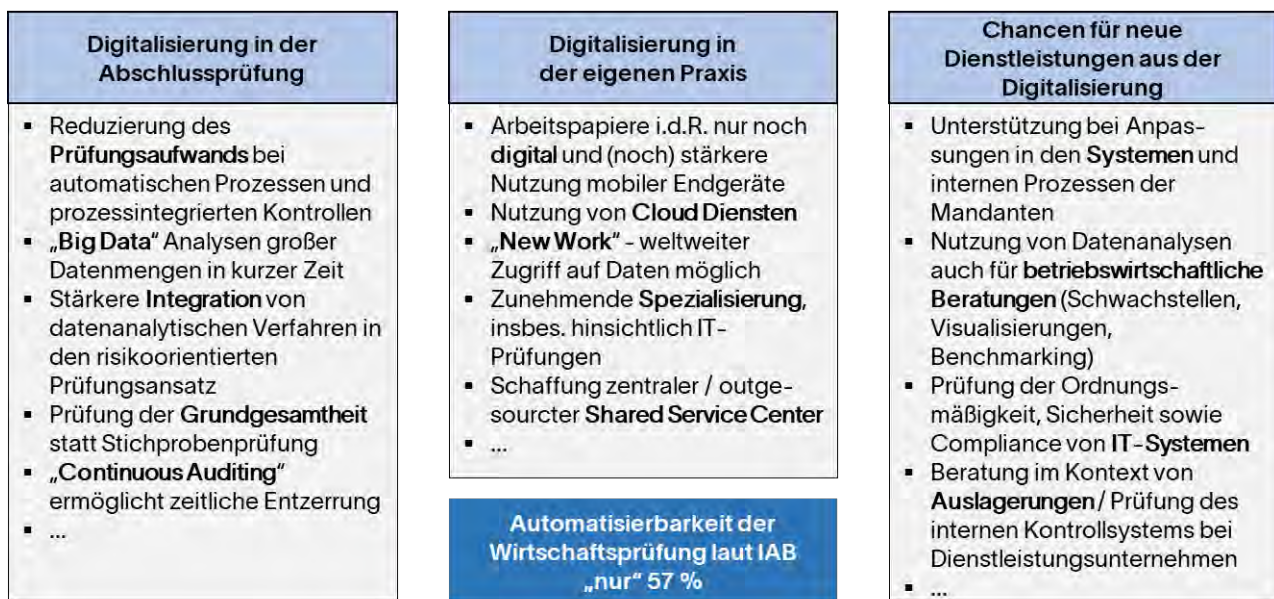 Digitalisierung in der
Abschlussprüfung
▪ Reduzierung des
Prüfungsaufwands bei
automatischen Prozessen und
prozessintegrierten Kontrollen
▪ „Big Data“ Analysen großer
Datenmengen in kurzer Zeit
▪ Stärkere Integration von
datenanalytischen Verfahren in
den risikoorientierten
Prüfungsansatz
▪ Prüfung der Grundgesamtheit
statt Stichprobenprüfung
▪ „Continuous Auditing“
ermöglicht zeitliche Entzerrung
▪ ...
Digitalisierung in
der eigenen Praxis
▪ Arbeitspapiere i.d.R. nur noch
digital und (noch) stärkere
Nutzung mobiler Endgeräte
▪ Nutzung von Cloud Diensten
▪ „New Work“ - weltweiter
Zugriff auf Daten möglich
▪ Zunehmende Spezialisierung,
insbes. hinsichtlich IT-
Prüfungen
▪ Schaffung zentraler / outge-
sourcter Shared Service Center
▪ ...
Automatisierbarkeit der
Wirtschaftsprüfung laut IAB
„nur“ 57 %
Chancen für neue
Dienstleistungen aus der
Digitalisierung
▪ Unterstützung bei Anpas-
sungen in den Systemen und
internen Prozessen der
Mandanten
▪ Nutzung von Datenanalysen
auch für betriebswirtschaftliche
Beratungen (Schwachstellen,
Visualisierungen,
Benchmarking)
▪ Prüfung der Ordnungs-
mäßigkeit, Sicherheit sowie
Compliance von IT-Systemen
▪ Beratung im Kontext von
Auslagerungen / Prüfung des
internen Kontrollsystems bei
Dienstleistungsunternehmen
▪ ...